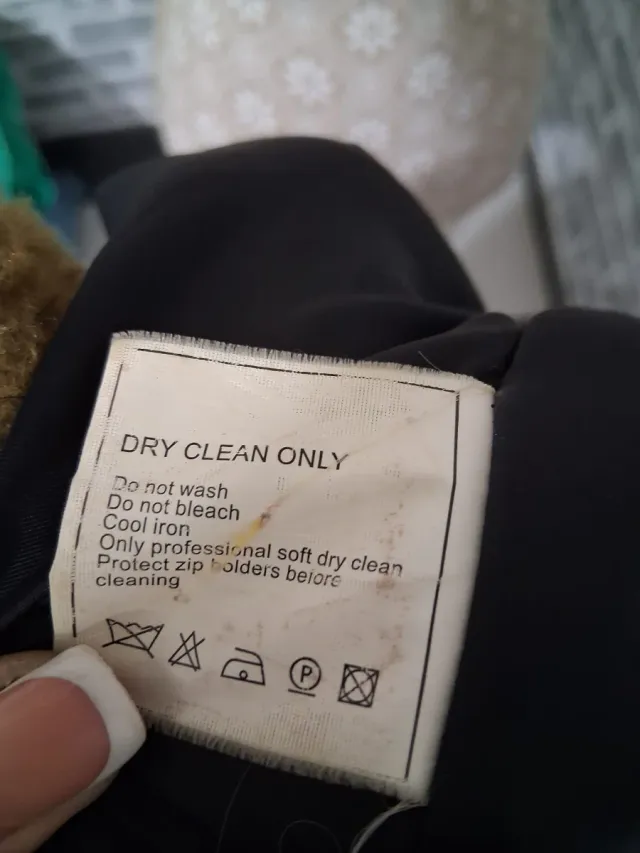 DRY CLEAN ONLY
Do not wash
Do not bleach
Cool iron
Only professional soft dry clean
Protect zip holders before
cleaning
P